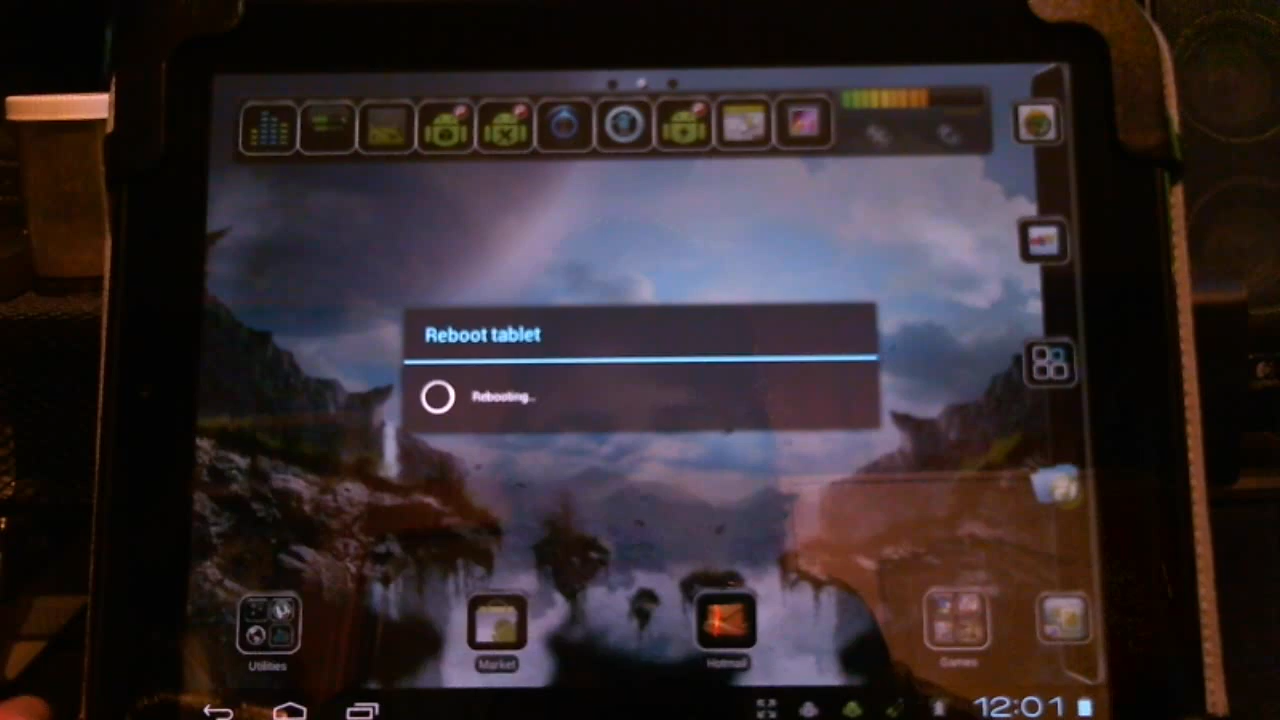 Reboot tablet
Rebooting...
Utilities
Market
Hotmail
Games
12:01